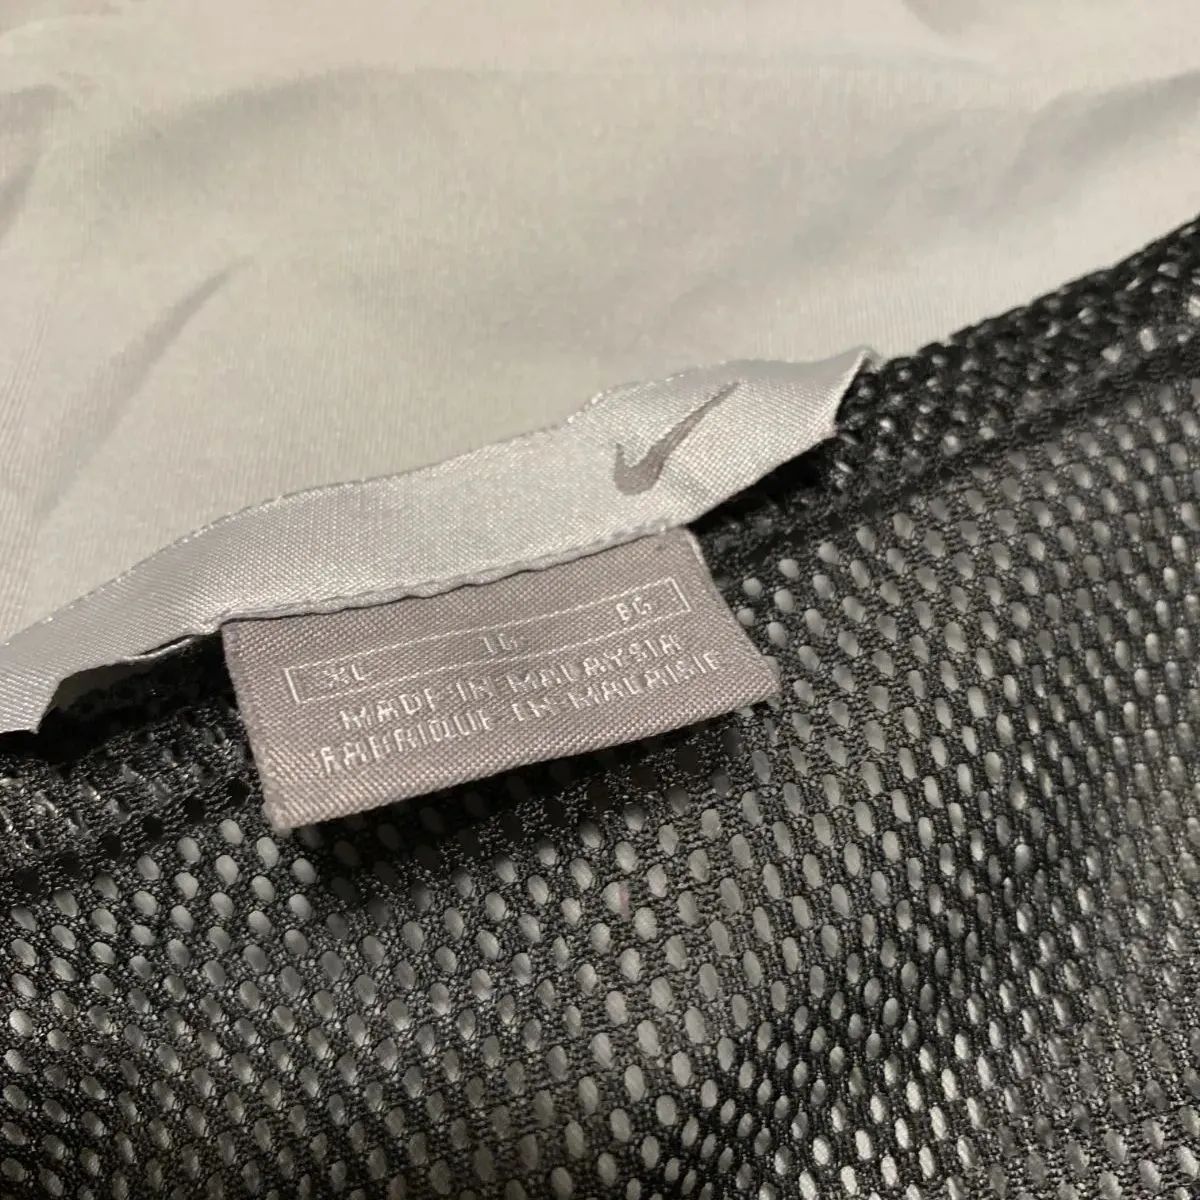 XL TG EG
MADE IN MALAYSIA
FABRIQUE EN MALAISIE